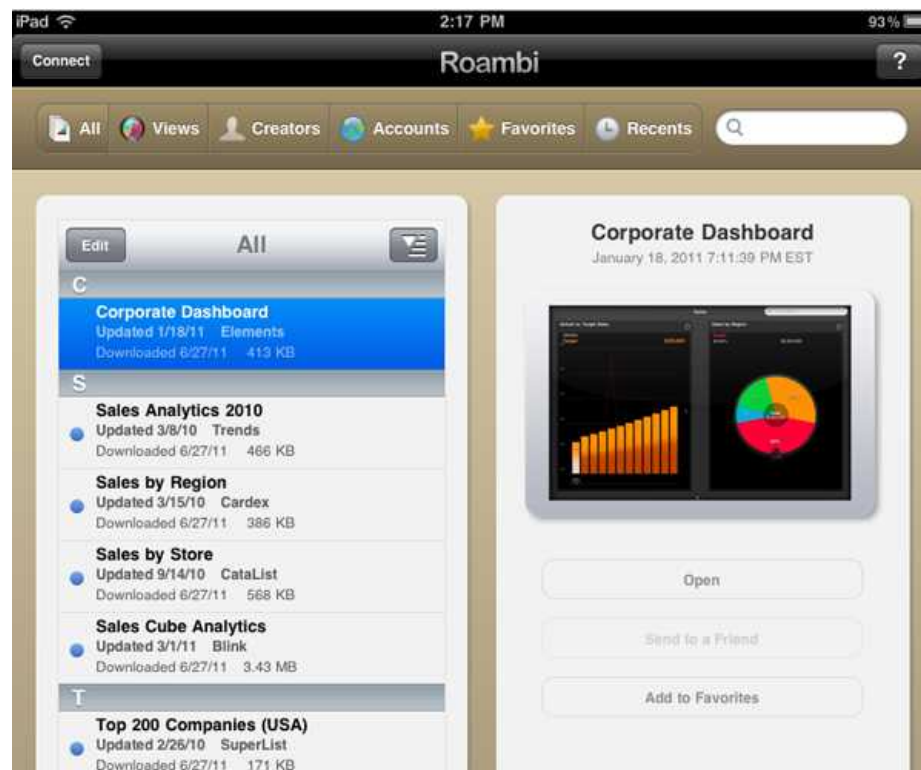 iPad 2:17 PM 93%
Connect Roambi ?
All Views Creators Accounts Favorites Recents
Edit All
C
Corporate Dashboard
Updated 1/18/11 Elements
Downloaded 6/27/11 413 KB
S
Sales Analytics 2010
Updated 3/8/10 Trends
Downloaded 6/27/11 466 KB
Sales by Region
Updated 3/15/10 Cardex
Downloaded 6/27/11 386 KB
Sales by Store
Updated 9/14/10 CataList
Downloaded 6/27/11 568 KB
Sales Cube Analytics
Updated 3/1/11 Blink
Downloaded 6/27/11 3.43 MB
T
Top 200 Companies (USA)
Updated 2/26/10 SuperList
Downloaded 6/27/11 171 KB
Corporate Dashboard
January 18, 2011 7:11:39 PM EST
Open
Send to a Friend
Add to Favorites